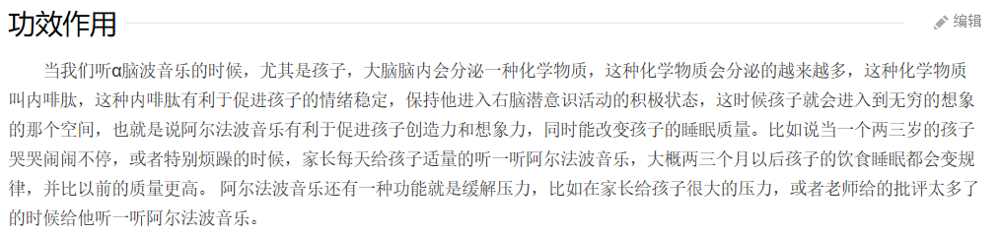 功效作用
编辑
当我们听α脑波音乐的时候，尤其是孩子，大脑脑内会分泌一种化学物质，这种化学物质会分泌的越来越多，这种化学物质
叫内啡肽，这种内啡肽有利于促进孩子的情绪稳定，保持他进入右脑潜意识活动的积极状态，这时候孩子就会进入到无穷的想象
的那个空间，也就是说阿尔法波音乐有利于促进孩子创造力和想象力，同时能改变孩子的睡眠质量。比如说当一个两三岁的孩子
哭哭闹闹不停，或者特别烦躁的时候，家长每天给孩子适量的听一听阿尔法波音乐，大概两三个月以后孩子的饮食睡眠都会变规
律，并比以前的质量更高。 阿尔法波音乐还有一种功能就是缓解压力，比如在家长给孩子很大的压力，或者老师给的批评太多了
的时候给他听一听阿尔法波音乐。